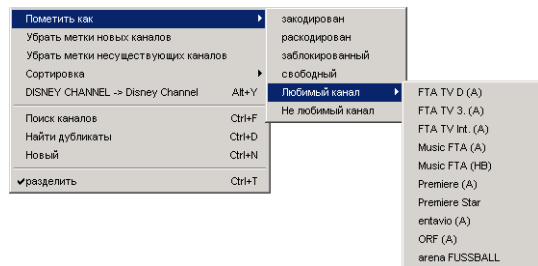 Пометить как
Убрать метки новых каналов
Убрать метки несуществующих каналов
Сортировка
DISNEY CHANNEL -> Disney Channel Alt+Y
Поиск каналов Ctrl+F
Найти дубликаты Ctrl+D
Новый Ctrl+N
разделить Ctrl+T
закодирован
раскодирован
заблокированный
свободный
Любимый канал
Не любимый канал
FTA TV D (A)
FTA TV 3. (A)
FTA TV Int. (A)
Music FTA (A)
Music FTA (HB)
Premiere (A)
Premiere Star
entavio (A)
ORF (A)
arena FUSSBALL